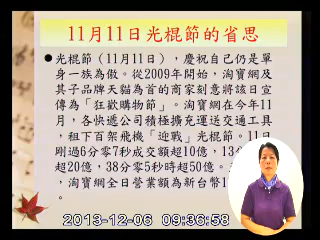 11月11日光棍節的省思
●光棍節（11月11日），慶祝自己仍是單
身一族為傲。從2009年開始，淘寶網及
其子品牌天貓為首的商家刻意將該日宣
傳為「狂歡購物節」。淘寶網在今年11
月，各快遞公司積極擴充運送交通工具
，租下百架飛機「迎戰」光棍節。11日
剛過6分零7秒成交額超10億，13
超20億，38分零5秒時超50億。
，淘寶網全日營業額為新台幣1
。
2013-12-06 09:36:58